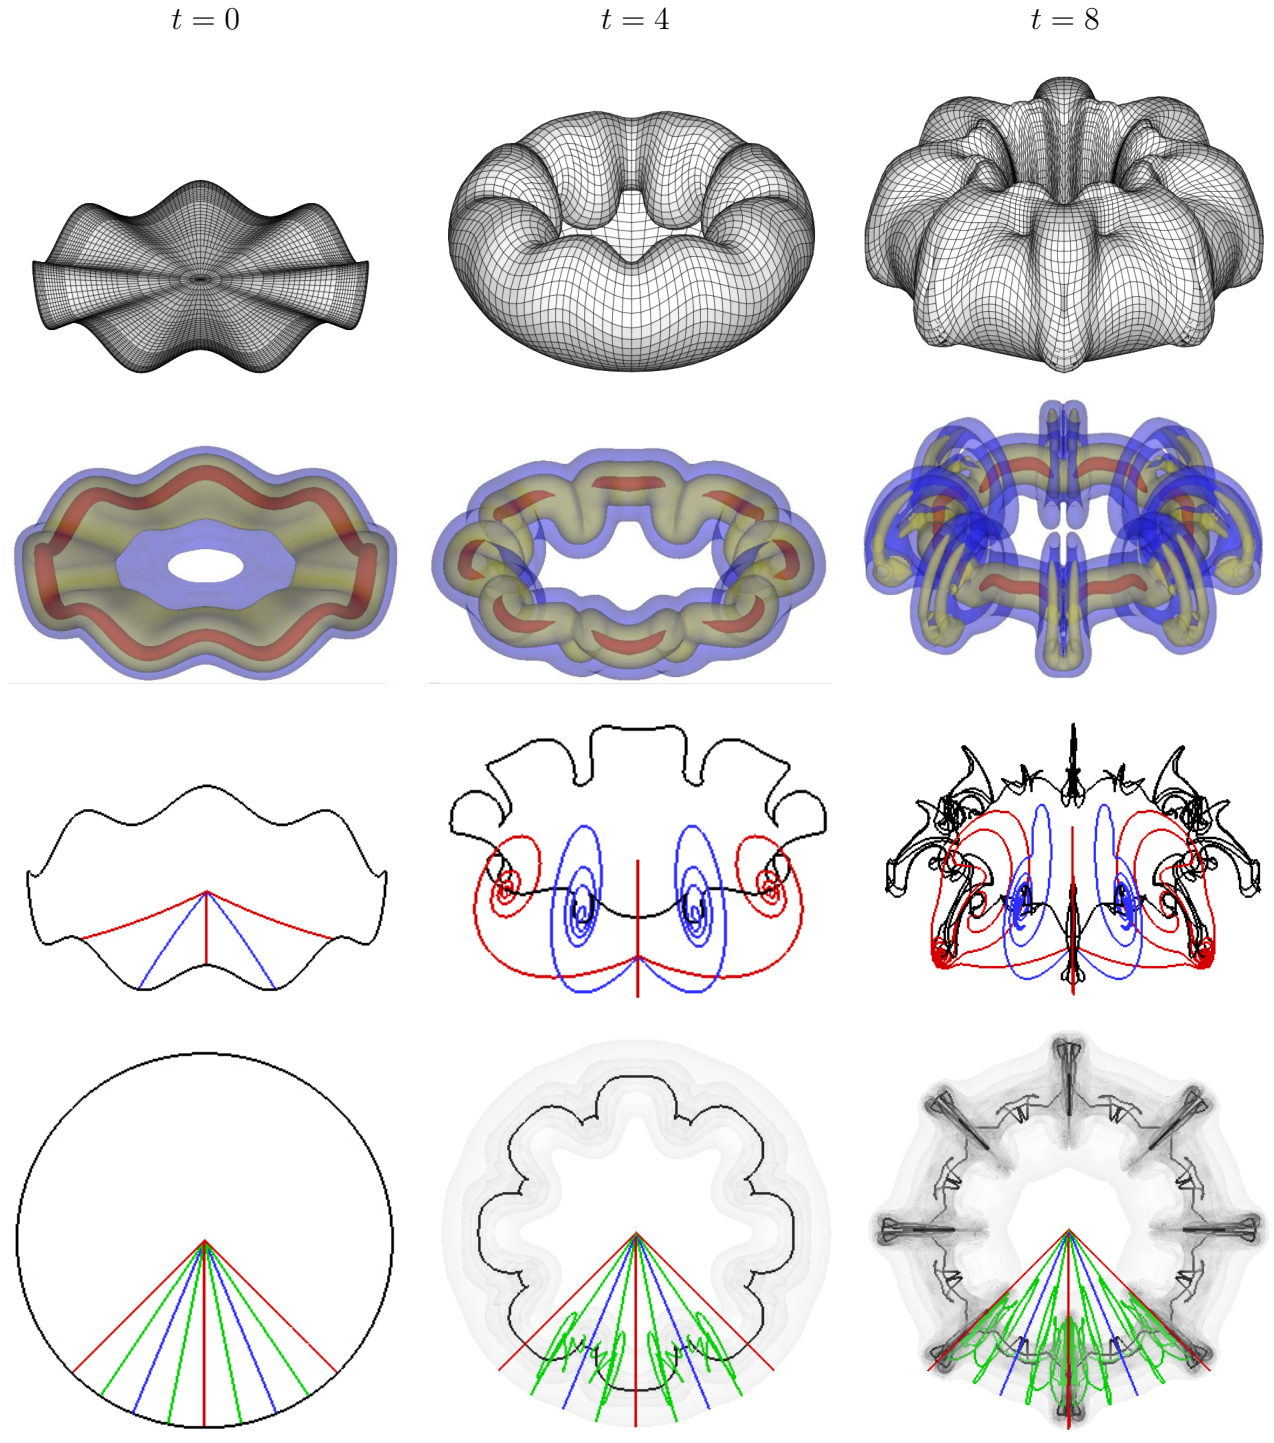 t = 0 t = 4 t = 8